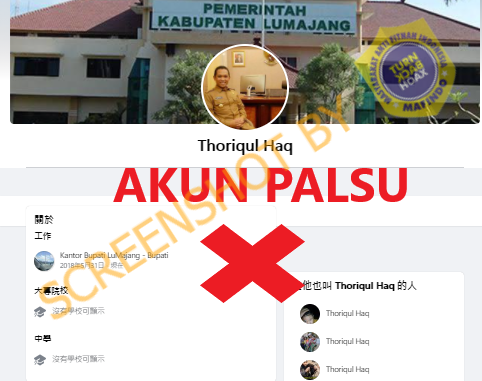 PEMERINTAH
KABUPATEN LUMAJANG
TURN
BACK
HOAX
MASYARAKAT ANTI FITNAH INDONESIA
MAFINDO
Thoriqul Haq
SCREENSHOT BY
AKUN PALSU
關於
工作
Kantor Bupati LuMajang - Bupati
2018年5月31日
大專院校
沒有學校可顯示
中學
沒有學校可顯示
其他也叫 Thoriqul Haq 的人
Thoriqul Haq
Thoriqul Haq
Thoriqul Haq